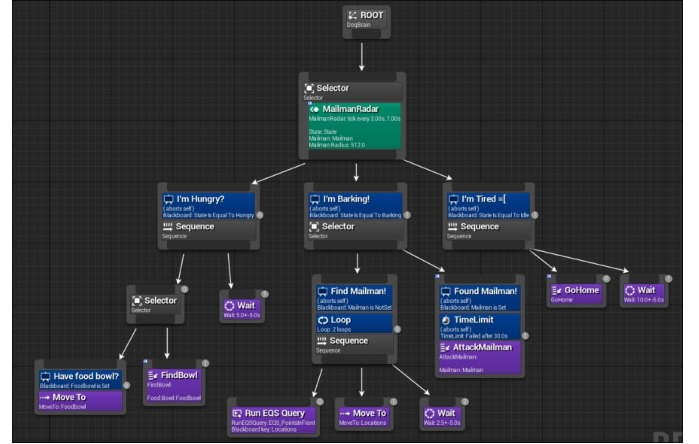 ROOT
DogBrain
Selector
Selector
MailmanRadar
MailmanRadar: tick every 3.00s..7.00s
State: State
Mailman: Mailman
Mailman Radius: 512.0
I'm Hungry?
( aborts self )
Blackboard: State Is Equal To Hungry
Sequence
Sequence
I'm Barking!
( aborts self )
Blackboard: State Is Equal To Barking
Selector
Selector
I'm Tired =[
( aborts self )
Blackboard: State Is Equal To Idle
Sequence
Sequence
Selector
Selector
Wait
Wait: 5.0+-5.0s
Find Mailman!
( aborts self )
Blackboard: Mailman is NotSet
Loop
Loop: 2 loops
Sequence
Sequence
Found Mailman!
( aborts self )
Blackboard: Mailman is Set
TimeLimit
TimeLimit: Failed after 30.0s
AttackMailman
AttackMailman
Mailman: Mailman
GoHome
GoHome
Wait
Wait: 10.0+-5.0s
Have food bowl?
Blackboard: Foodbowl is Set
Move To
MoveTo: Foodbowl
FindBowl
FindBowl
Food Bowl: Foodbowl
Run EQS Query
RunEQSQuery: EQS_PointsInFront
Blackboard key: Locations
Move To
MoveTo: Locations
Wait
Wait: 2.5+-5.0s